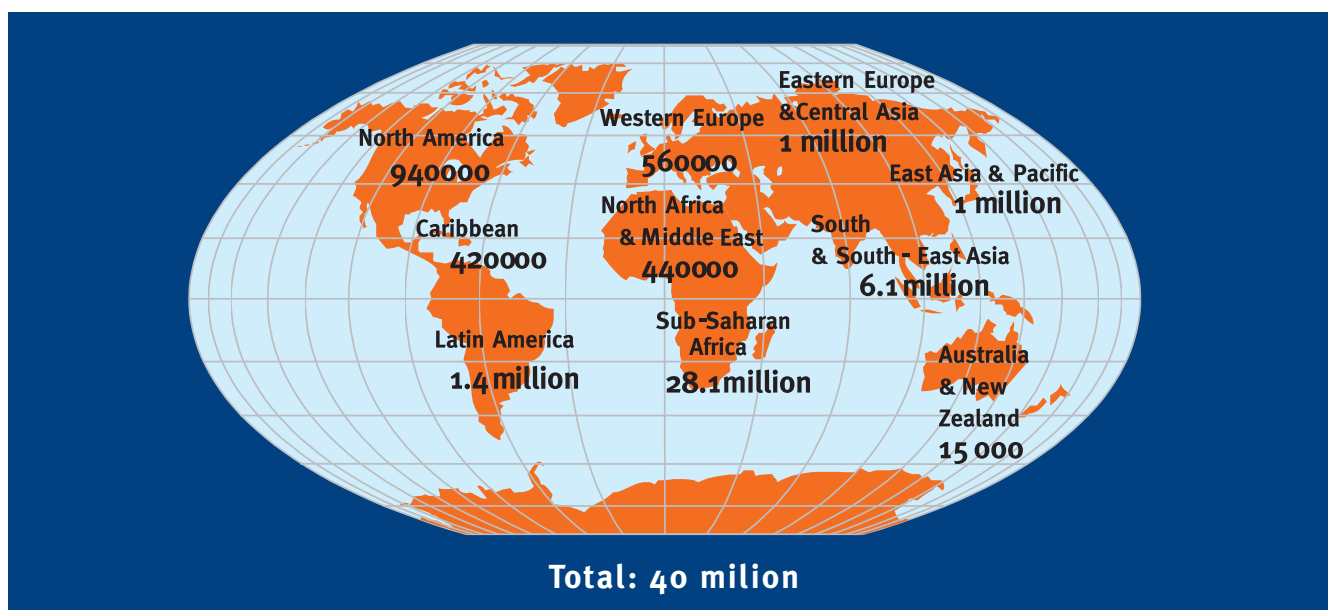 Eastern Europe
&Central Asia
1 million
Western Europe
560000
North America
940000
East Asia & Pacific
1 million
North Africa
& Middle East
440000
Caribbean
420000
South
& South-East Asia
6.1 million
Sub-Saharan
Africa
28.1 million
Latin America
1.4 million
Australia
& New
Zealand
15 000
Total: 40 milion